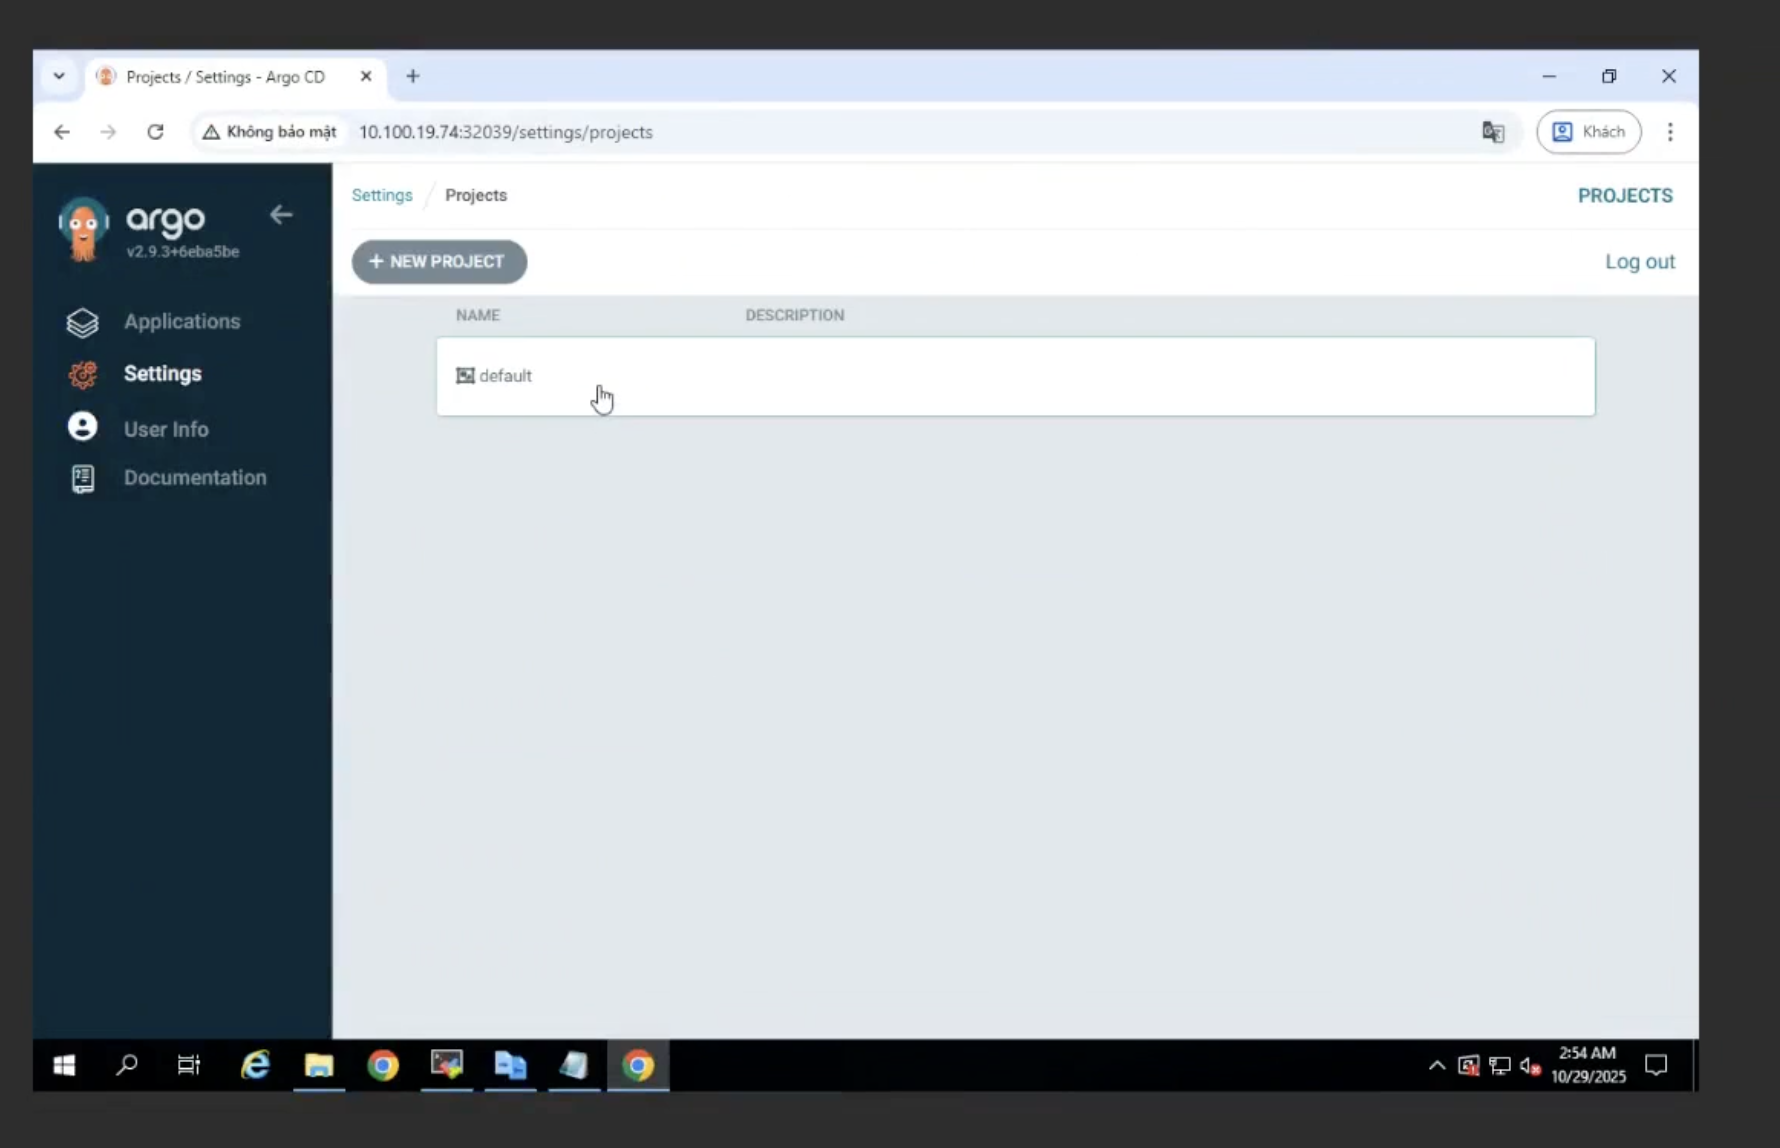 Projects / Settings - Argo CD
Không bảo mật
10.100.19.74:32039/settings/projects
Khách
argo
v2.9.3+6eba5be
Applications
Settings
User Info
Documentation
Settings / Projects
PROJECTS
+ NEW PROJECT
Log out
NAME
DESCRIPTION
default
2:54 AM
10/29/2025